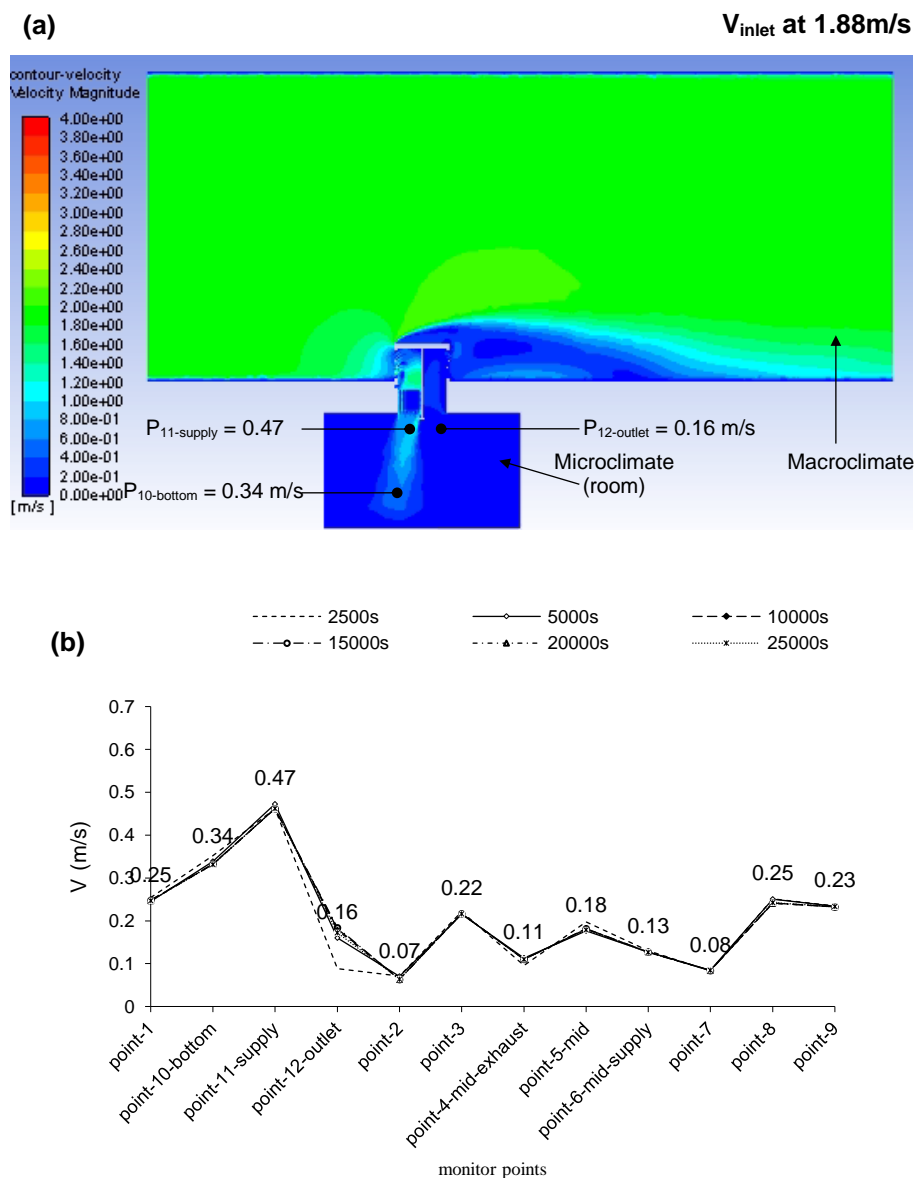 (a)
V_inlet at 1.88m/s
contour-velocity
Velocity Magnitude
4.00e+00
3.80e+00
3.60e+00
3.40e+00
3.20e+00
3.00e+00
2.80e+00
2.60e+00
2.40e+00
2.20e+00
2.00e+00
1.80e+00
1.60e+00
1.40e+00
1.20e+00
1.00e+00
8.00e-01
6.00e-01
4.00e-01
2.00e-01
0.00e+00
[m/s ]
P11-supply = 0.47
P12-outlet = 0.16 m/s
P10-bottom = 0.34 m/s
Microclimate
(room)
Macroclimate
2500s
5000s
10000s
15000s
20000s
25000s
(b)
V (m/s)
0.7
0.6
0.5
0.4
0.3
0.2
0.1
0
0.25
0.34
0.47
0.16
0.07
0.22
0.11
0.18
0.13
0.08
0.25
0.23
point-1
point-10-bottom
point-11-supply
point-12-outlet
point-2
point-3
point-4-mid-exhaust
point-5-mid
point-6-mid-supply
point-7
point-8
point-9
monitor points